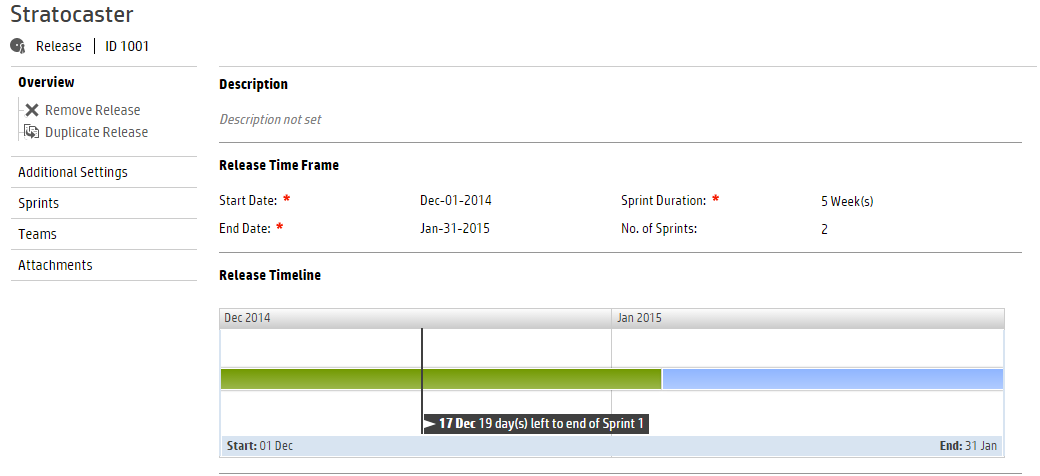 Stratocaster
Release | ID 1001
Overview
Remove Release
Duplicate Release
Additional Settings
Sprints
Teams
Attachments
Description
Description not set
Release Time Frame
Start Date: * Dec-01-2014 Sprint Duration: * 5 Week(s)
End Date: * Jan-31-2015 No. of Sprints: 2
Release Timeline
Dec 2014 Jan 2015
17 Dec 19 day(s) left to end of Sprint 1
Start: 01 Dec End: 31 Jan